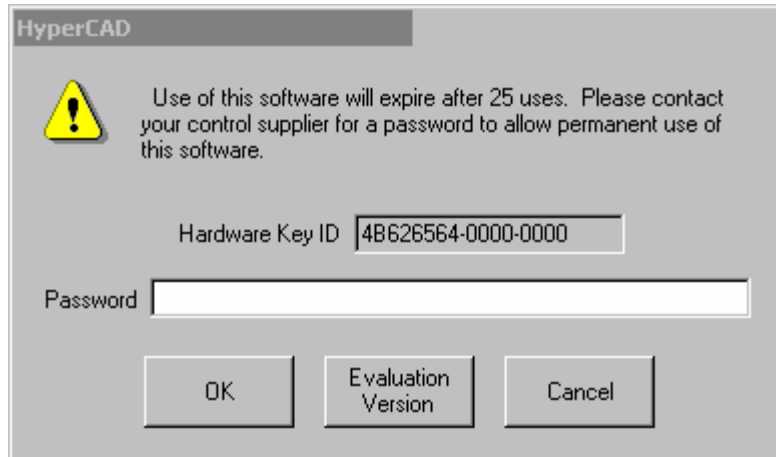 HyperCAD
Use of this software will expire after 25 uses.  Please contact
your control supplier for a password to allow permanent use of
this software.
Hardware Key ID 4B626564-0000-0000
Password
OK
Evaluation
Version
Cancel